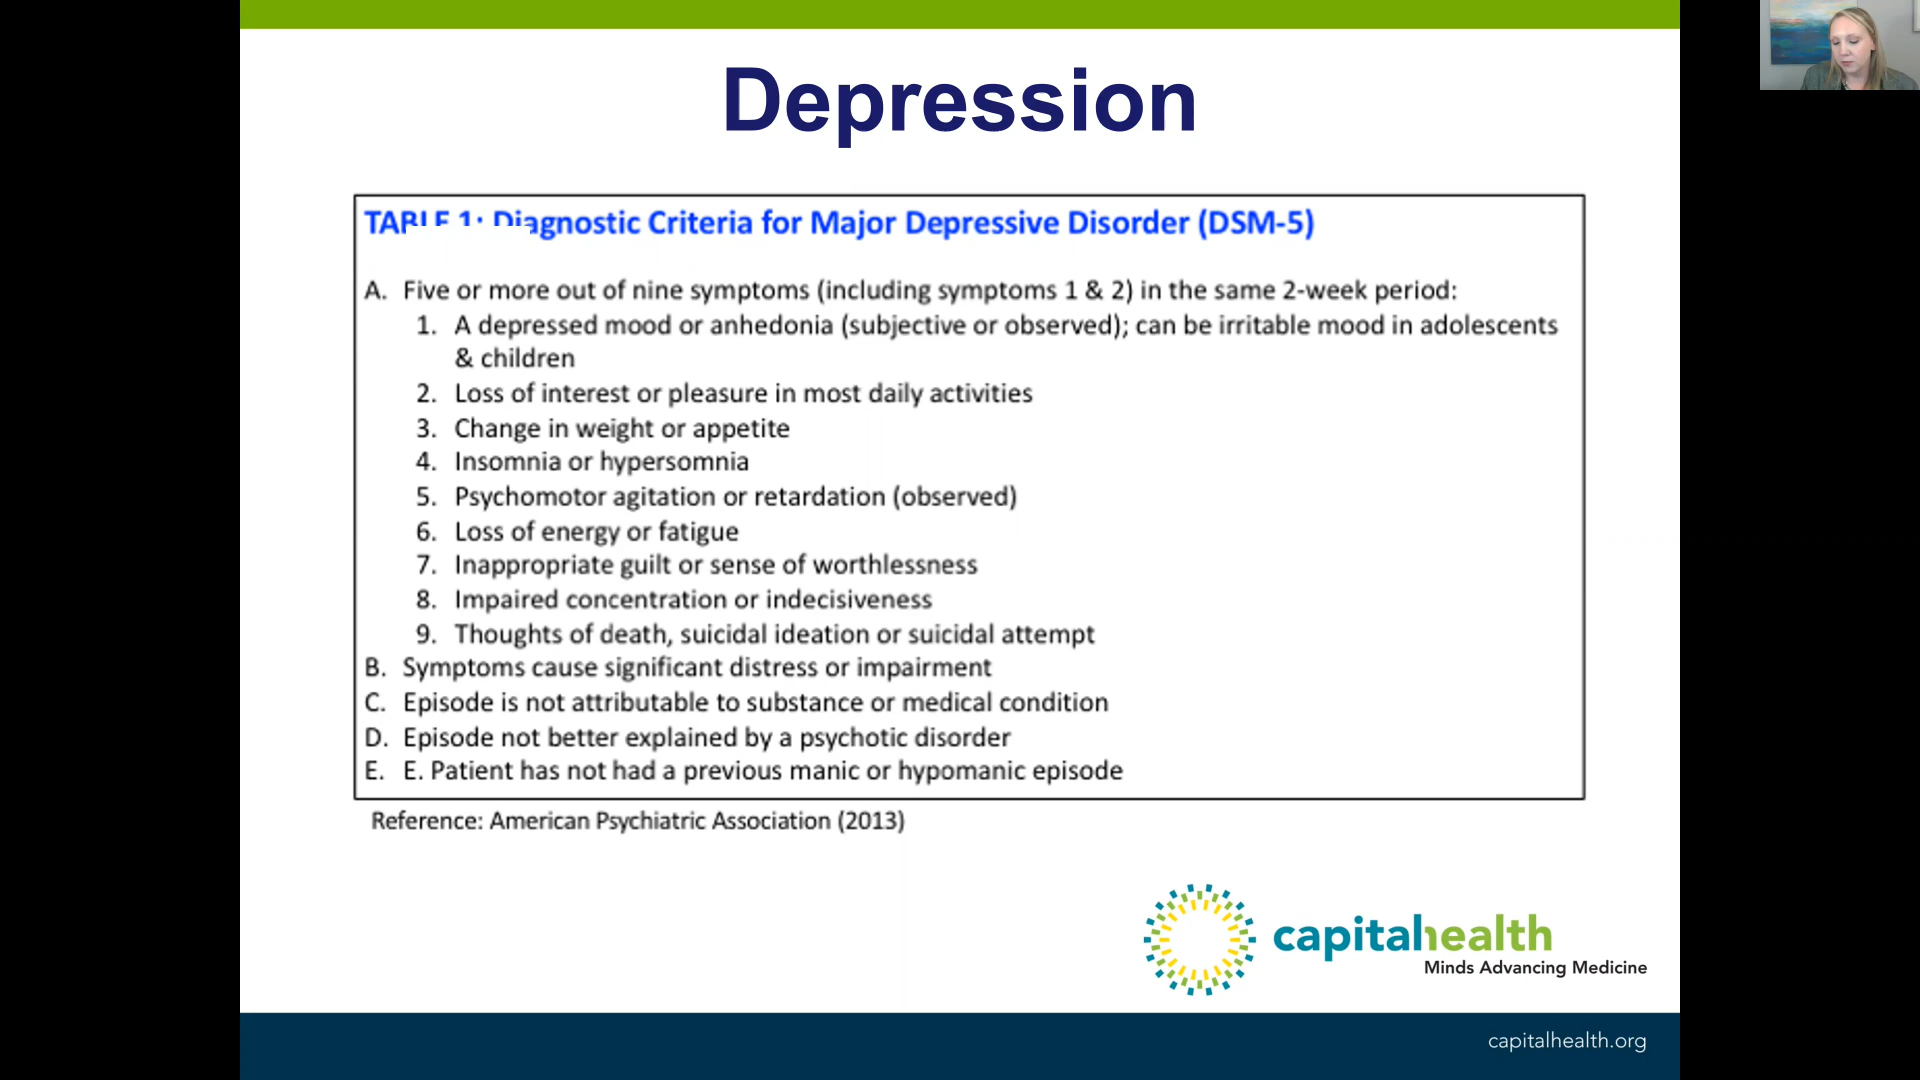 Depression
TABLE 1: Diagnostic Criteria for Major Depressive Disorder (DSM-5)
A. Five or more out of nine symptoms (including symptoms 1 & 2) in the same 2-week period:
1. A depressed mood or anhedonia (subjective or observed); can be irritable mood in adolescents
& children
2. Loss of interest or pleasure in most daily activities
3. Change in weight or appetite
4. Insomnia or hypersomnia
5. Psychomotor agitation or retardation (observed)
6. Loss of energy or fatigue
7. Inappropriate guilt or sense of worthlessness
8. Impaired concentration or indecisiveness
9. Thoughts of death, suicidal ideation or suicidal attempt
B. Symptoms cause significant distress or impairment
C. Episode is not attributable to substance or medical condition
D. Episode not better explained by a psychotic disorder
E. E. Patient has not had a previous manic or hypomanic episode
Reference: American Psychiatric Association (2013)
capitalhealth
Minds Advancing Medicine
capitalhealth.org